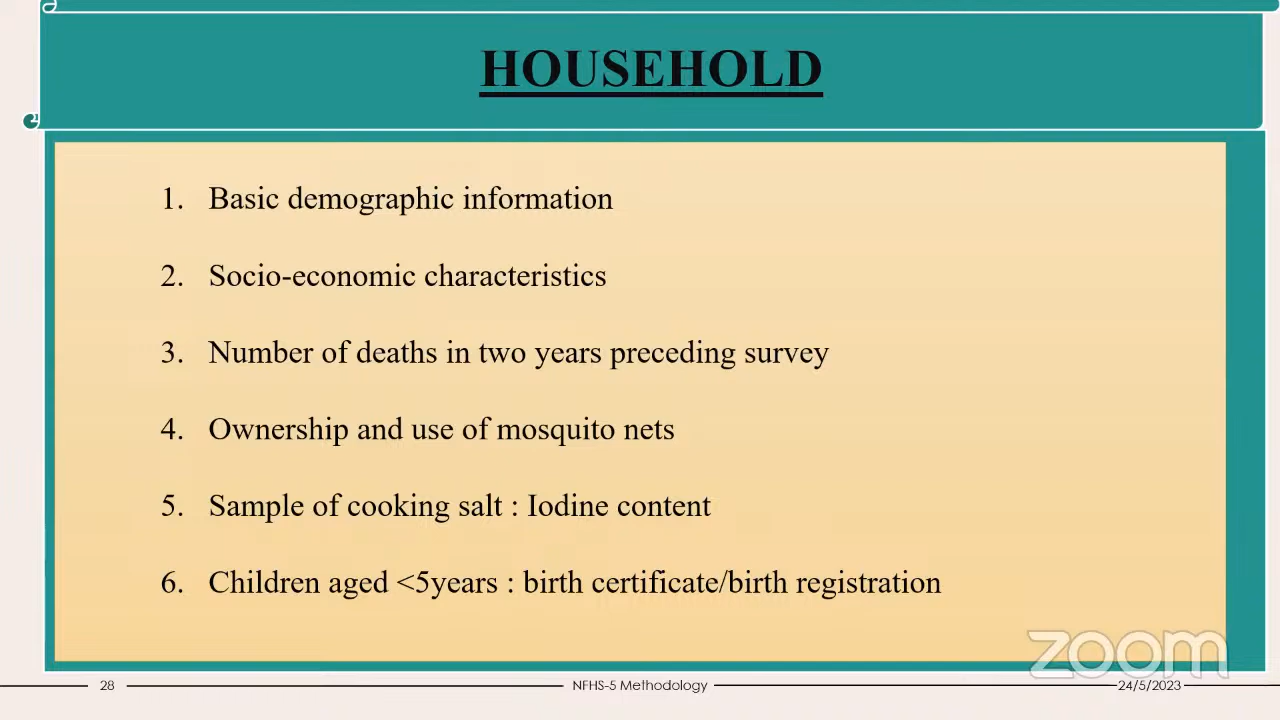 HOUSEHOLD
1. Basic demographic information
2. Socio-economic characteristics
3. Number of deaths in two years preceding survey
4. Ownership and use of mosquito nets
5. Sample of cooking salt : Iodine content
6. Children aged <5years : birth certificate/birth registration
zoom
28 NFHS-5 Methodology 24/5/2023